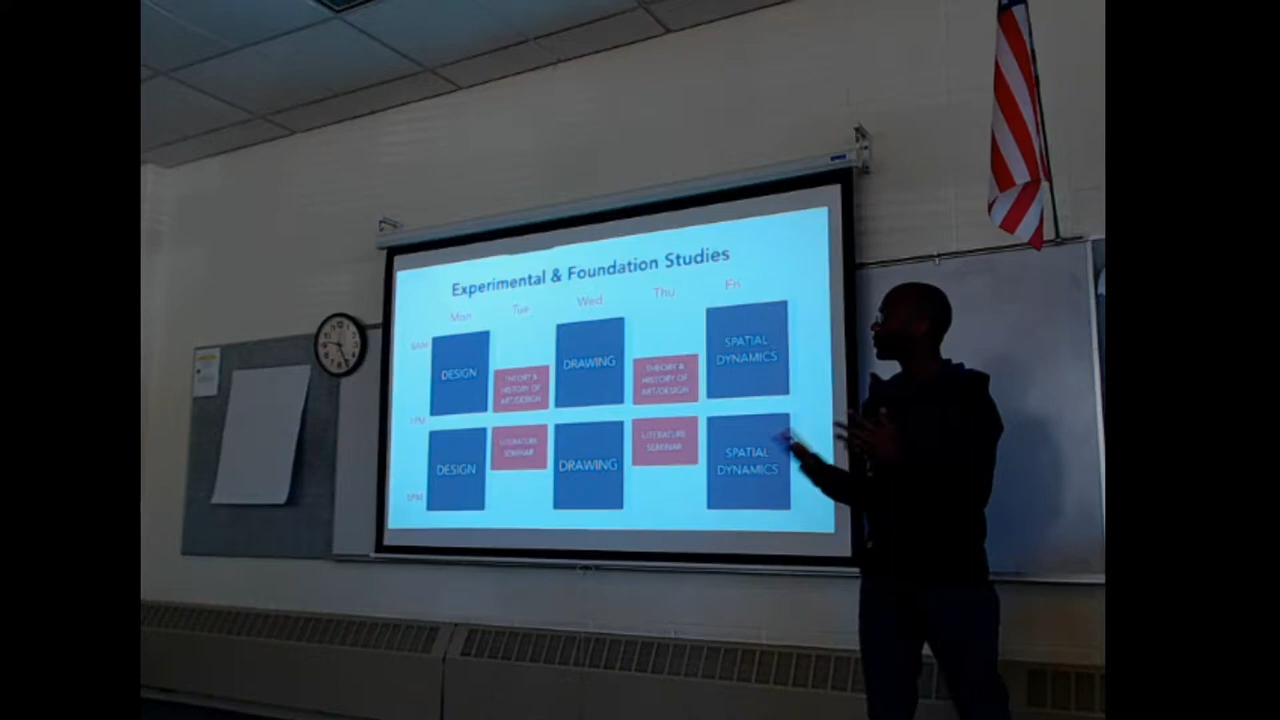 Experimental & Foundation Studies
Mon Tue Wed Thu Fri
DESIGN
THEORY &
HISTORY OF
ART/DESIGN
DRAWING
THEORY &
HISTORY OF
ART/DESIGN
SPATIAL
DYNAMICS
1PM
DESIGN
LITERATURE
SEMINAR
DRAWING
LITERATURE
SEMINAR
SPATIAL
DYNAMICS